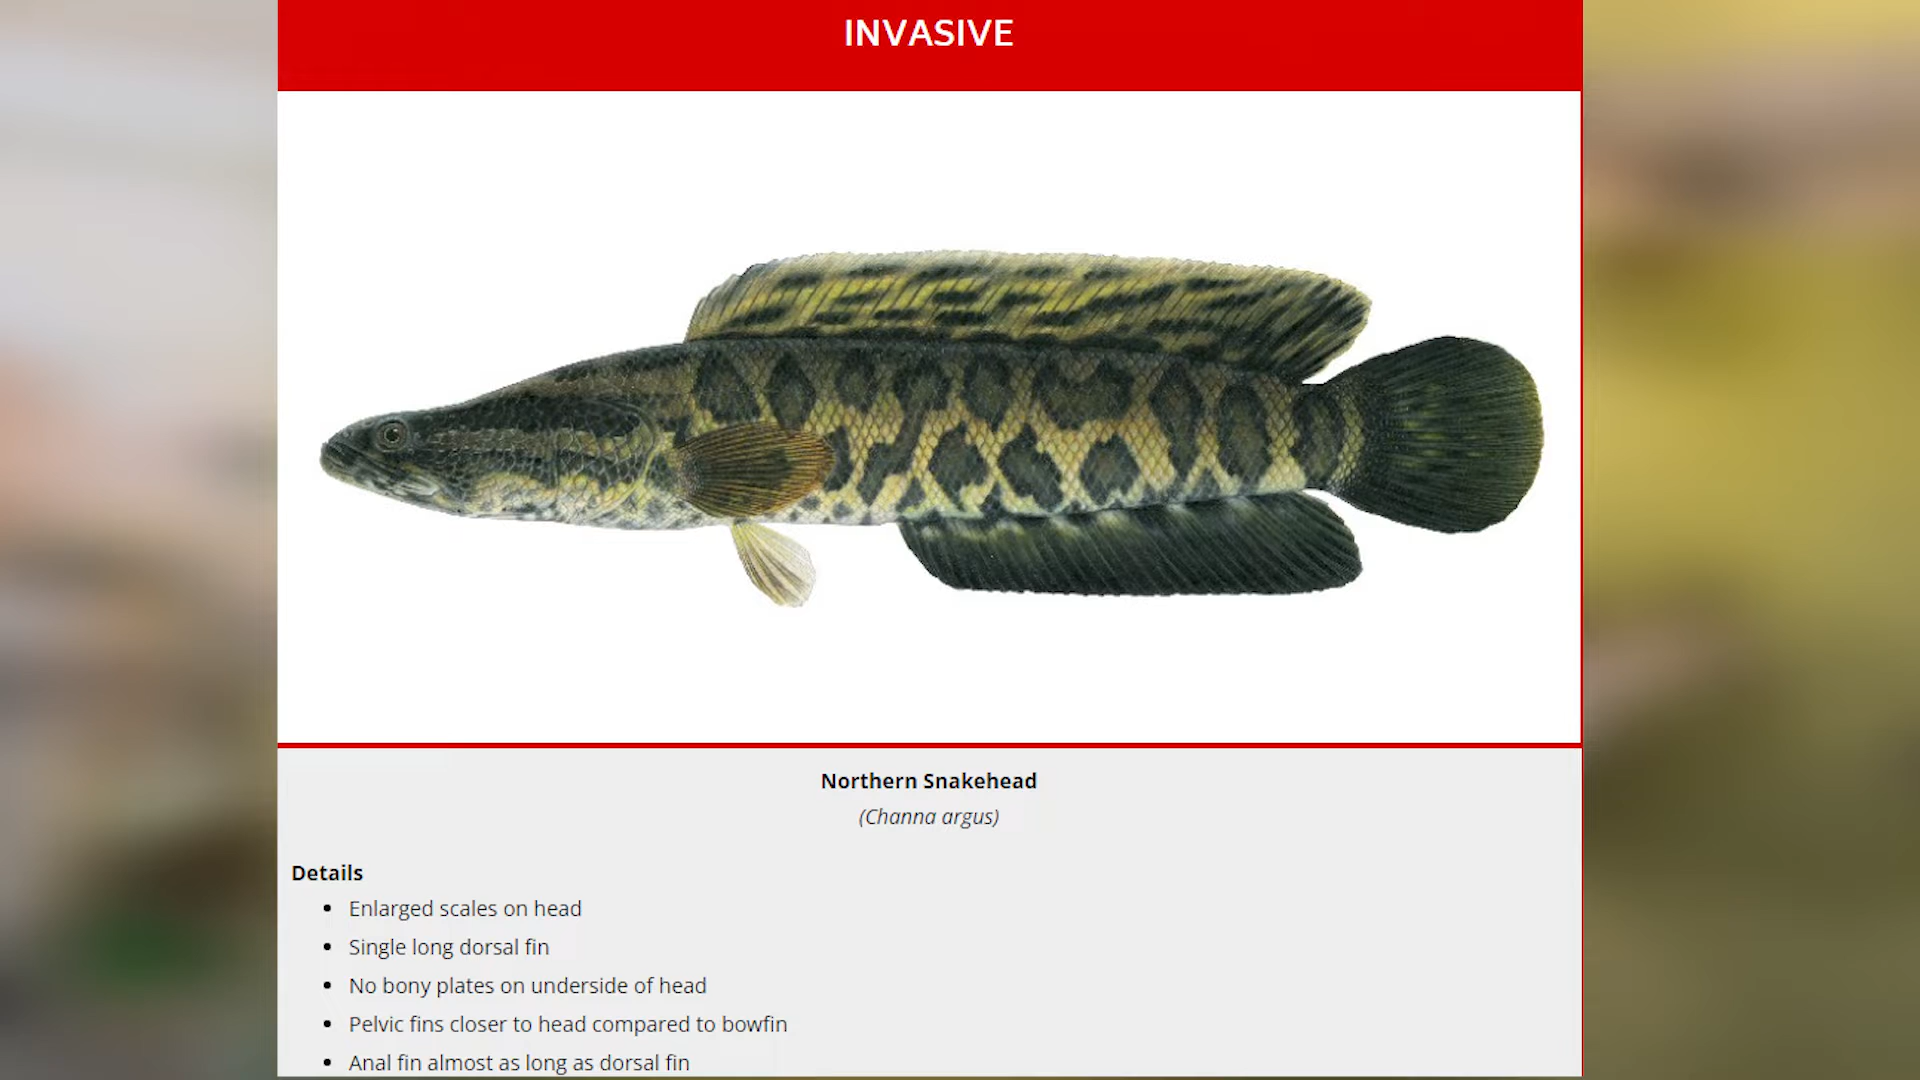 INVASIVE
Northern Snakehead
(Channa argus)
Details
Enlarged scales on head
Single long dorsal fin
No bony plates on underside of head
Pelvic fins closer to head compared to bowfin
Anal fin almost as long as dorsal fin